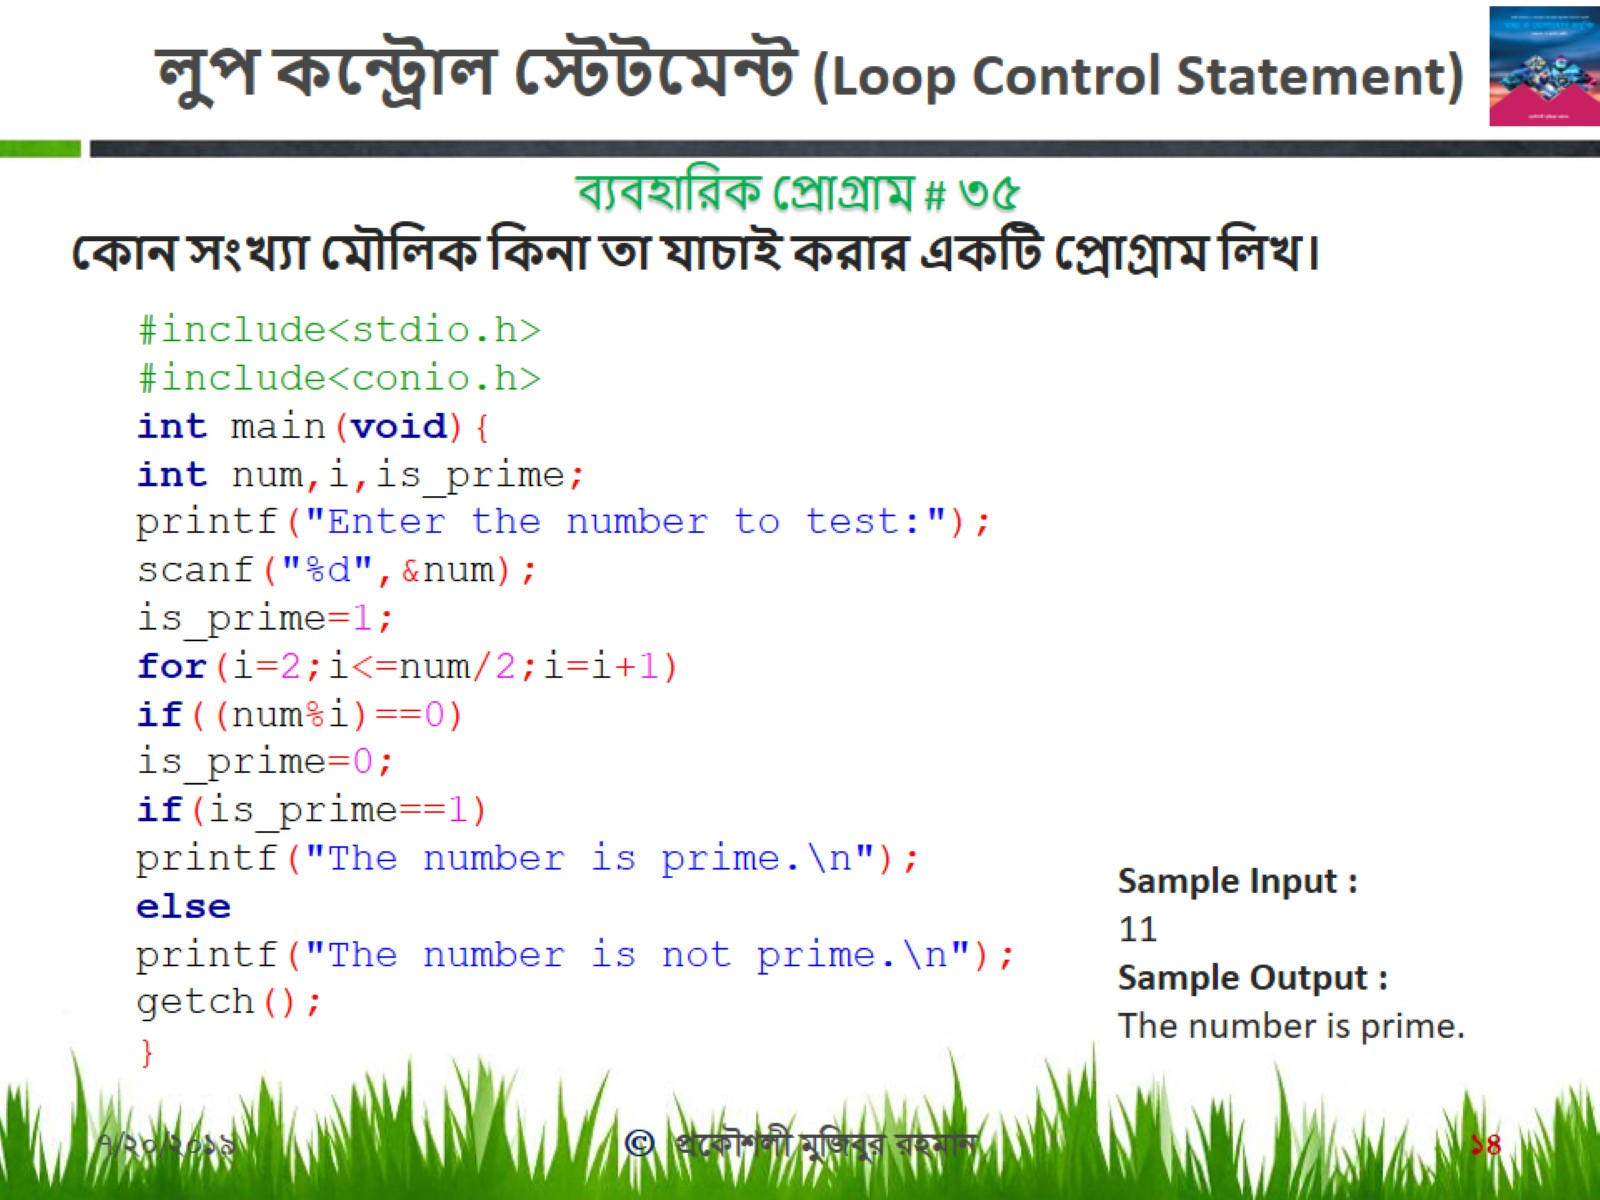 লুপ কন্ট্রোল স্টেটমেন্ট (Loop Control Statement)
ব্যবহারিক প্রোগ্রাম # ৩৫
কোন সংখ্যা মৌলিক কিনা তা যাচাই করার একটি প্রোগ্রাম লিখ।
#include<stdio.h>
#include<conio.h>
int main(void){
int num,i,is_prime;
printf("Enter the number to test:");
scanf("%d",&num);
is_prime=1;
for(i=2;i<=num/2;i=i+1)
if((num%i)==0)
is_prime=0;
if(is_prime==1)
printf("The number is prime.\n");
else
printf("The number is not prime.\n");
getch();
}
Sample Input :
11
Sample Output :
The number is prime.
৭/২০/২০১৯
© প্রকৌশলী মুজিবুর রহমান
১৪